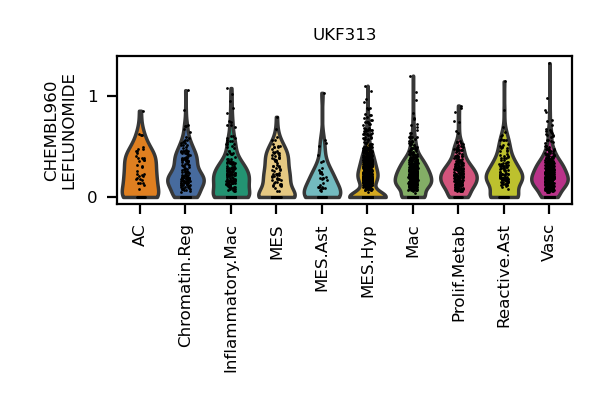 UKF313
CHEMBL960
LEFLUNOMIDE
1
0
AC
Chromatin.Reg
Inflammatory.Mac
MES
MES.Ast
MES.Hyp
Mac
Prolif.Metab
Reactive.Ast
Vasc